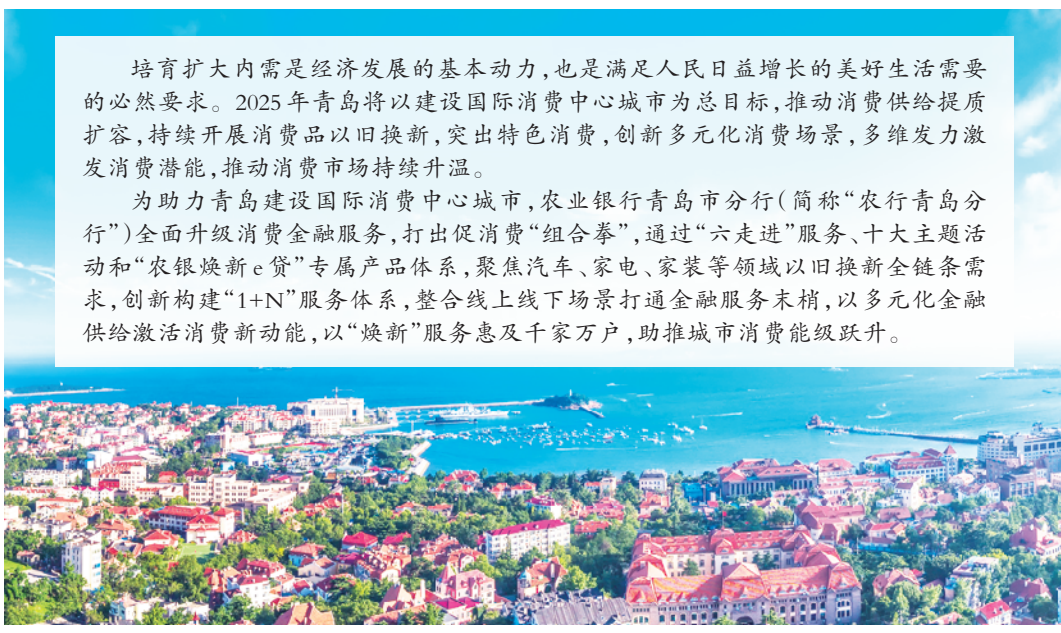 培育扩大内需是经济发展的基本动力,也是满足人民日益增长的美好生活需要
的必然要求。2025年青岛将以建设国际消费中心城市为总目标,推动消费供给提质
扩容,持续开展消费品以旧换新,突出特色消费,创新多元化消费场景,多维发力激
发消费潜能,推动消费市场持续升温。
为助力青岛建设国际消费中心城市,农业银行青岛市分行(简称“农行青岛分
行”)全面升级消费金融服务,打出促消费“组合拳”,通过“六走进”服务、十大主题活
动和“农银焕新e贷”专属产品体系,聚焦汽车、家电、家装等领域以旧换新全链条需
求,创新构建“1+N”服务体系,整合线上线下场景打通金融服务末梢,以多元化金融
供给激活消费新动能,以“焕新”服务惠及千家万户,助推城市消费能级跃升。